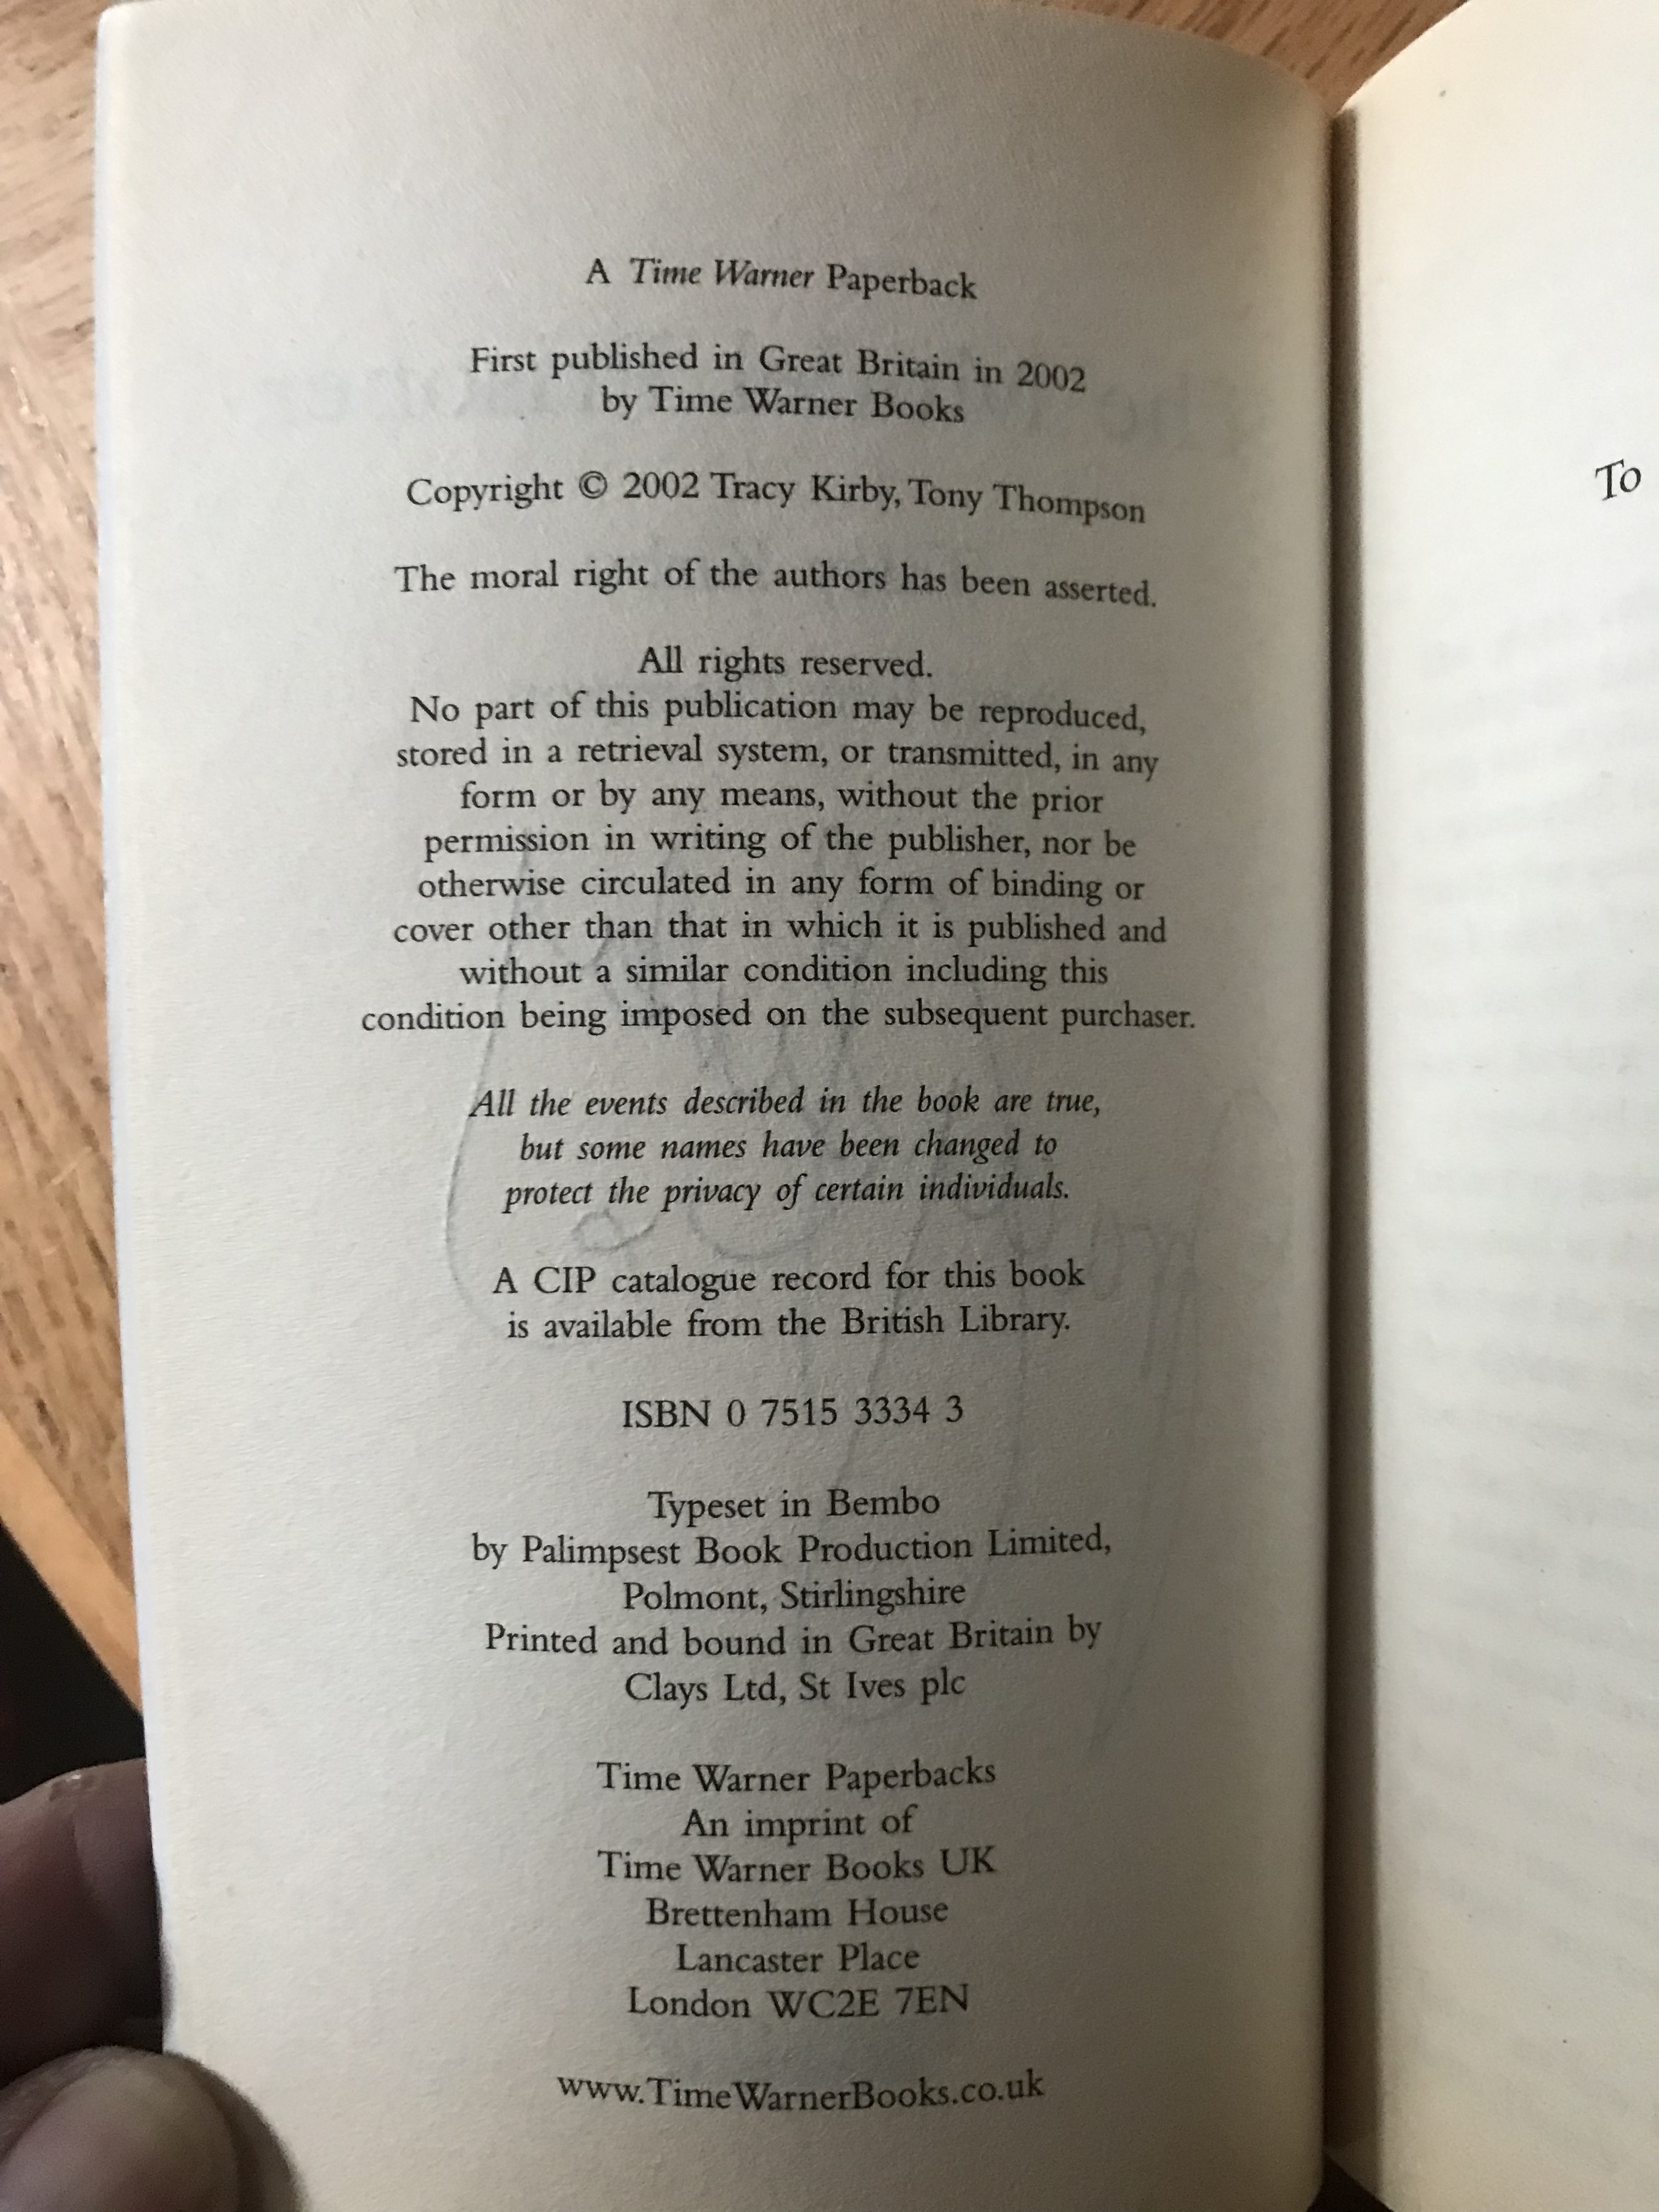 A Time Warner Paperback
First published in Great Britain in 2002
by Time Warner Books
Copyright © 2002 Tracy Kirby, Tony Thompson
The moral right of the authors has been asserted.
All rights reserved.
No part of this publication may be reproduced,
stored in a retrieval system, or transmitted, in any
form or by any means, without the prior
permission in writing of the publisher, nor be
otherwise circulated in any form of binding or
cover other than that in which it is published and
without a similar condition including this
condition being imposed on the subsequent purchaser.
All the events described in the book are true,
but some names have been changed to
protect the privacy of certain individuals.
A CIP catalogue record for this book
is available from the British Library.
ISBN 0 7515 3334 3
Typeset in Bembo
by Palimpsest Book Production Limited,
Polmont, Stirlingshire
Printed and bound in Great Britain by
Clays Ltd, St Ives plc
Time Warner Paperbacks
An imprint of
Time Warner Books UK
Brettenham House
Lancaster Place
London WC2E 7EN
www.TimeWarnerBooks.co.uk
To